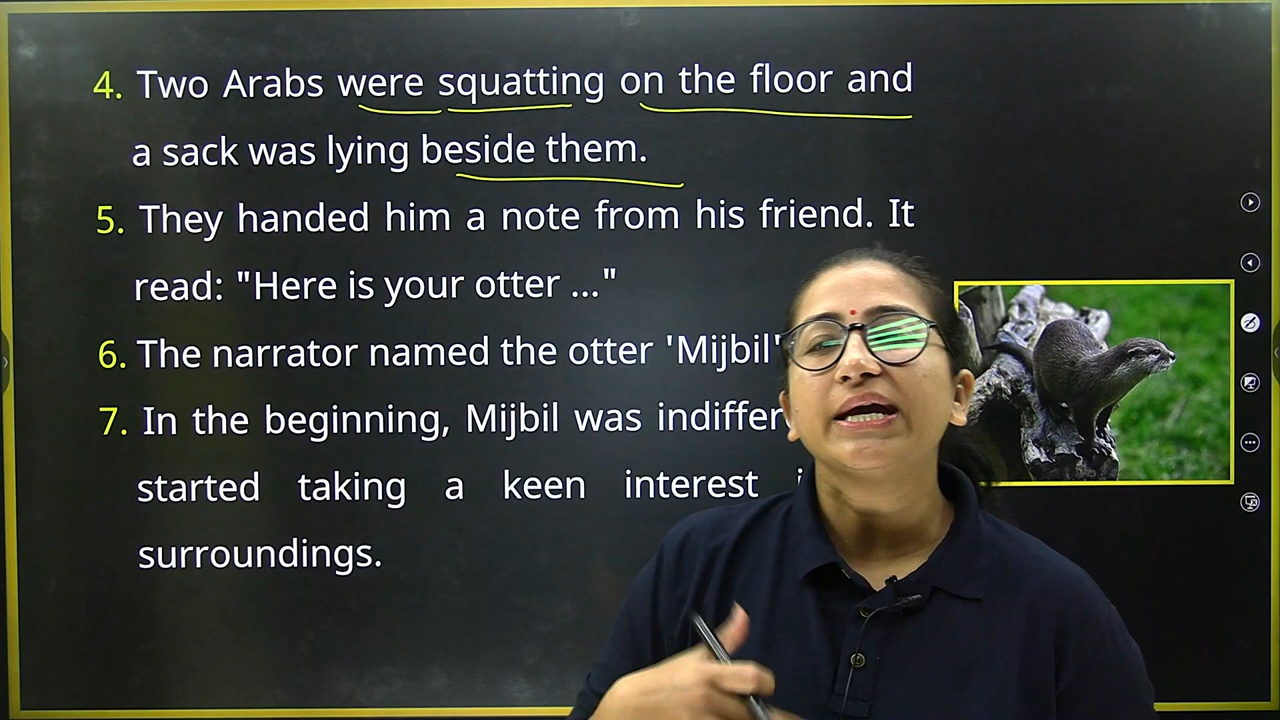 4. Two Arabs were squatting on the floor and
a sack was lying beside them.
5. They handed him a note from his friend. It
read: "Here is your otter ..."
6. The narrator named the otter 'Mijbil'
7. In the beginning, Mijbil was
started taking a keen interest
surroundings.